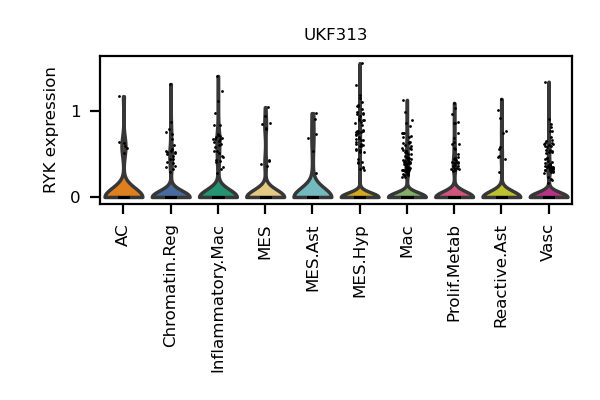 UKF313
RYK expression
1
0
AC
Chromatin.Reg
Inflammatory.Mac
MES
MES.Ast
MES.Hyp
Mac
Prolif.Metab
Reactive.Ast
Vasc